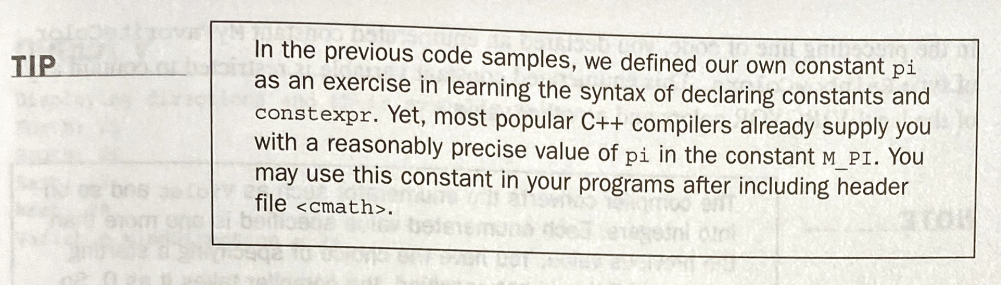 TIP
In the previous code samples, we defined our own constant pi
as an exercise in learning the syntax of declaring constants and
constexpr. Yet, most popular C++ compilers already supply you
with a reasonably precise value of pi in the constant M_PI. You
may use this constant in your programs after including header
file <cmath>.